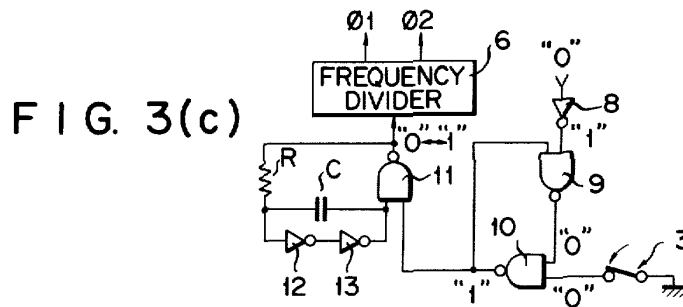 Ø1 Ø2
6
FREQUENCY
DIVIDER
"0"
8
"1"
FIG. 3(c)
"0"↔"1"
R
C
11
9
10
"0"
3
12
13
"1"
"0"